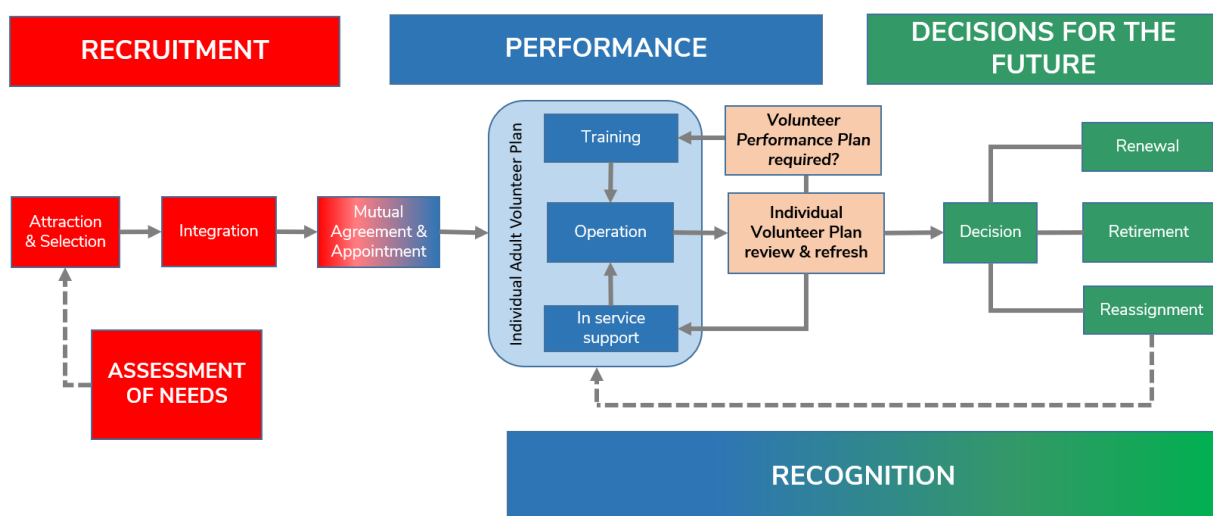 RECRUITMENT
PERFORMANCE
DECISIONS FOR THE
FUTURE
Attraction
& Selection
Integration
Mutual
Agreement &
Appointment
ASSESSMENT
OF NEEDS
Individual Adult Volunteer Plan
Training
Operation
In service
support
Volunteer
Performance Plan
required?
Individual
Volunteer Plan
review & refresh
Decision
Renewal
Retirement
Reassignment
RECOGNITION